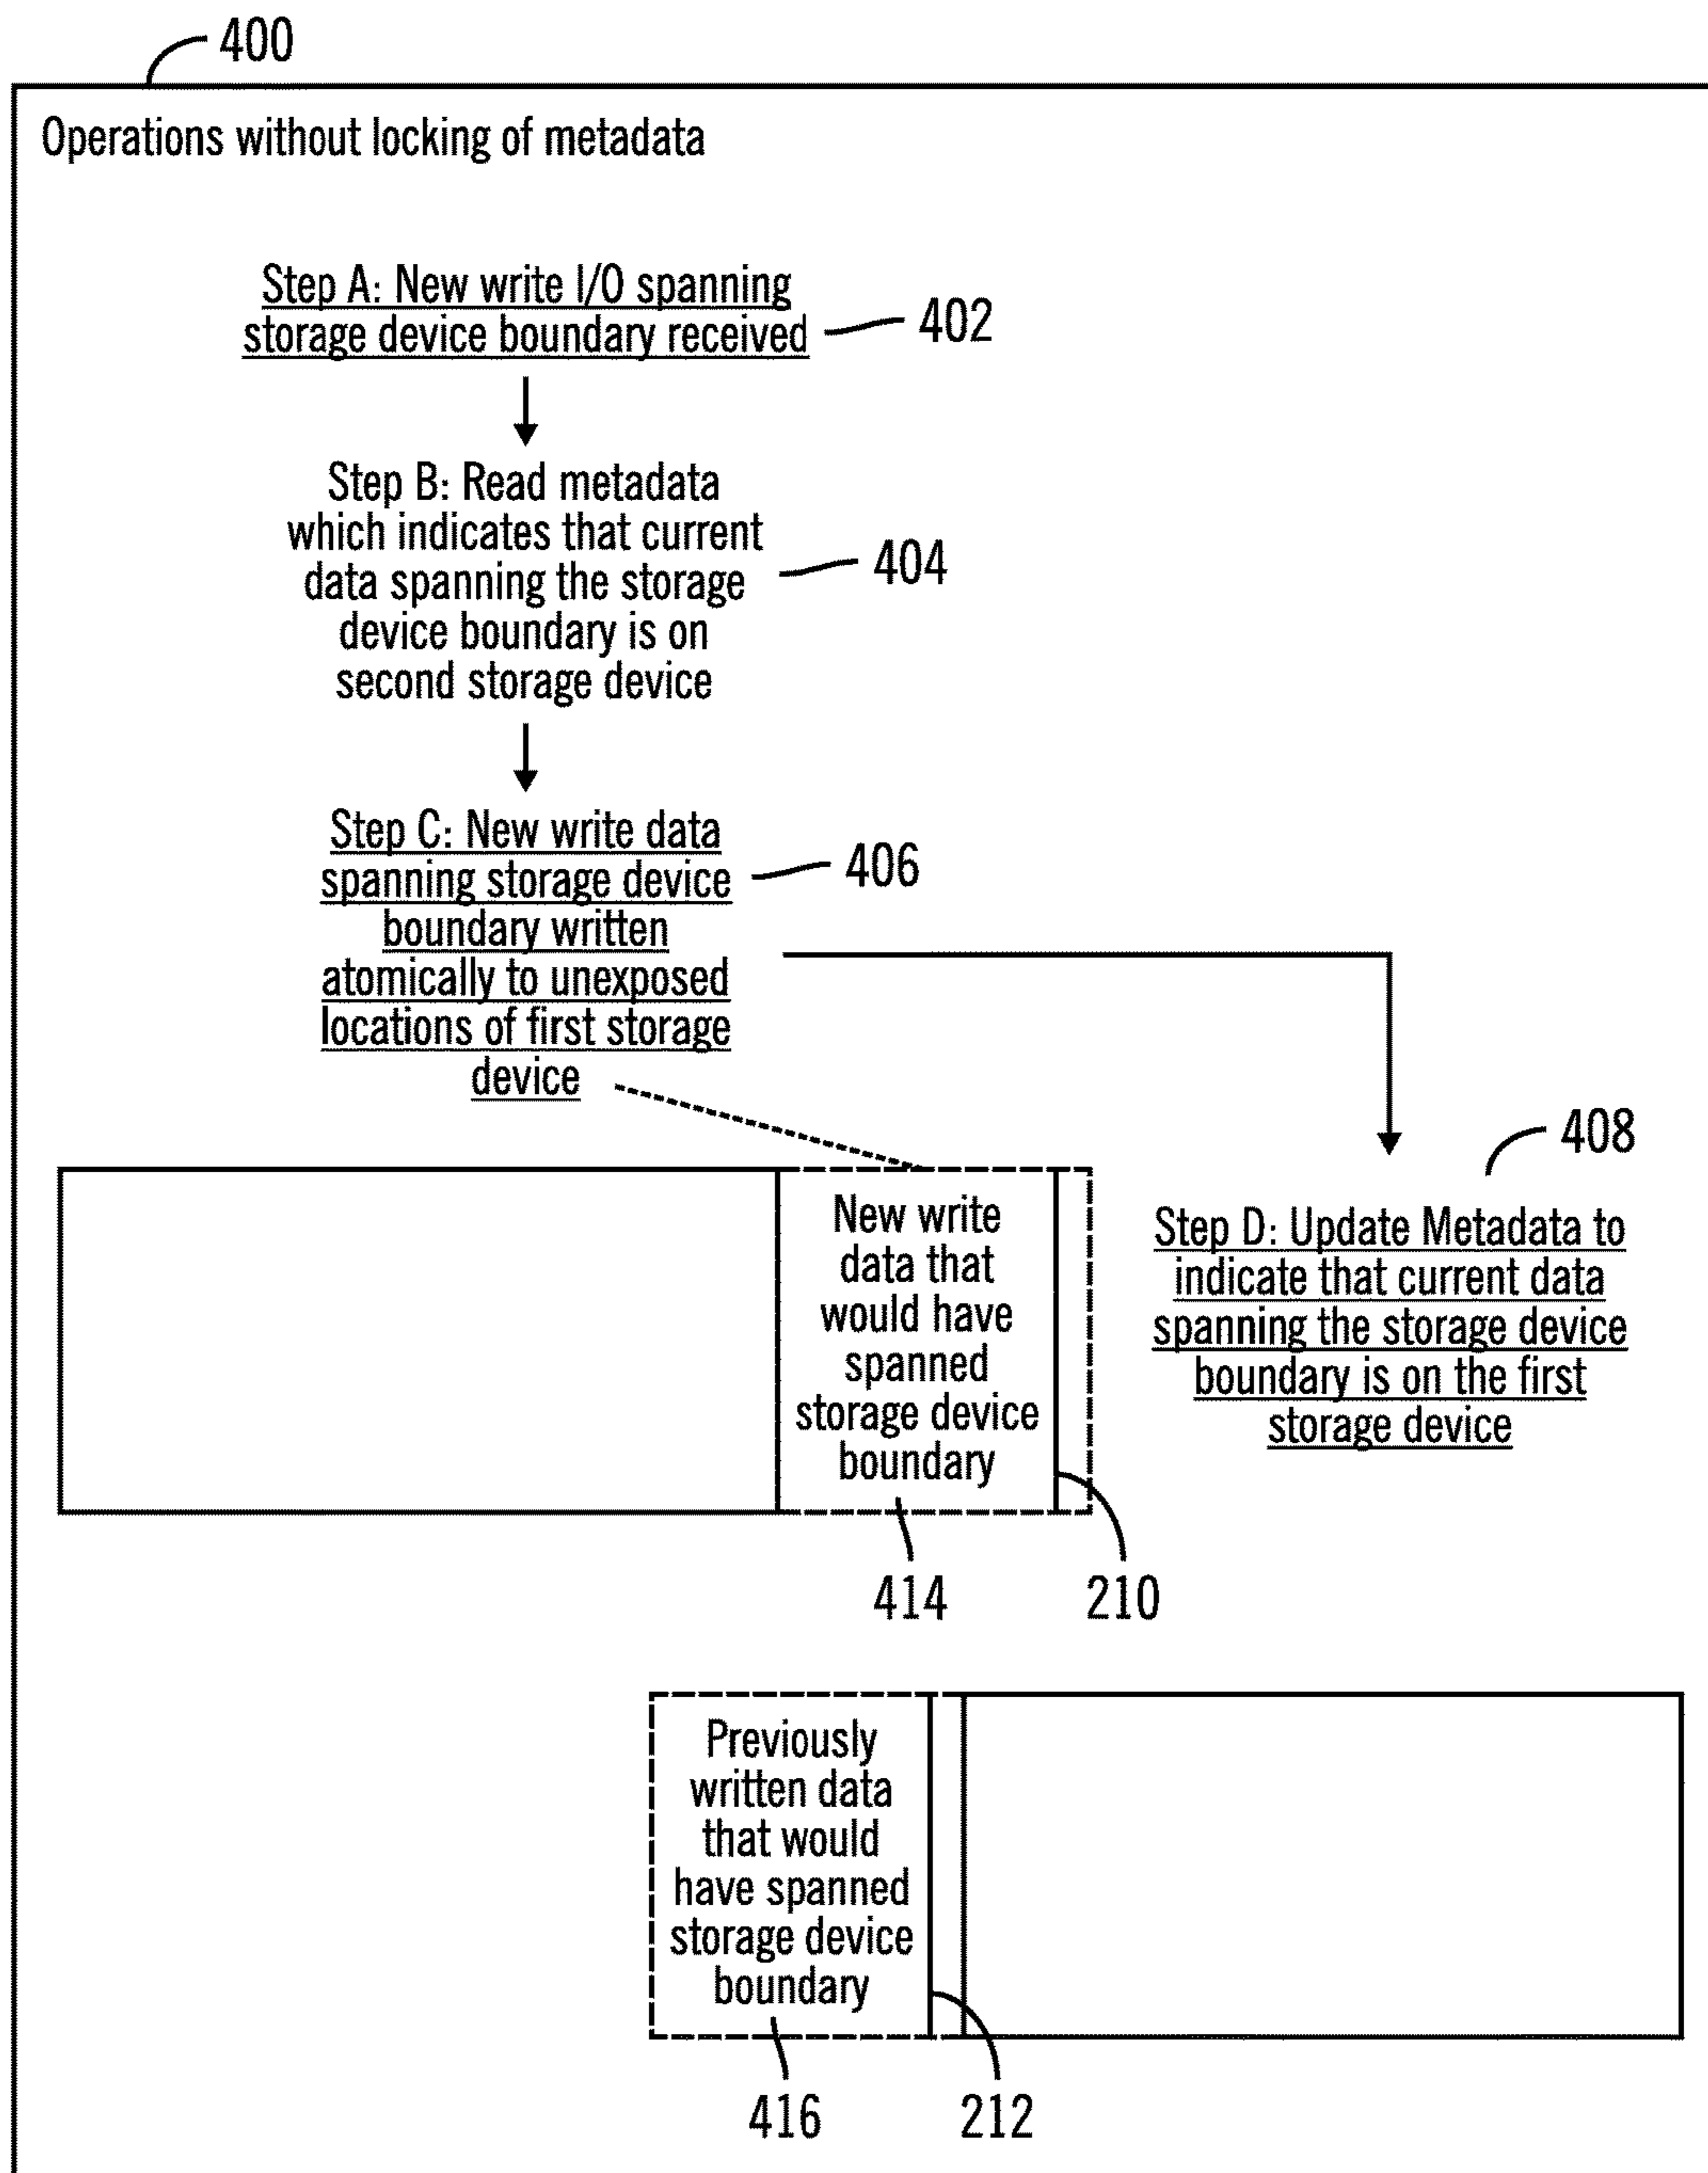 400
Operations without locking of metadata
Step A: New write I/O spanning
storage device boundary received
402
Step B: Read metadata
which indicates that current
data spanning the storage
device boundary is on
second storage device
404
Step C: New write data
spanning storage device
boundary written
atomically to unexposed
locations of first storage
device
406
408
Step D: Update Metadata to
indicate that current data
spanning the storage device
boundary is on the first
storage device
New write
data that
would have
spanned
storage device
boundary
414
210
Previously
written data
that would
have spanned
storage device
boundary
416
212